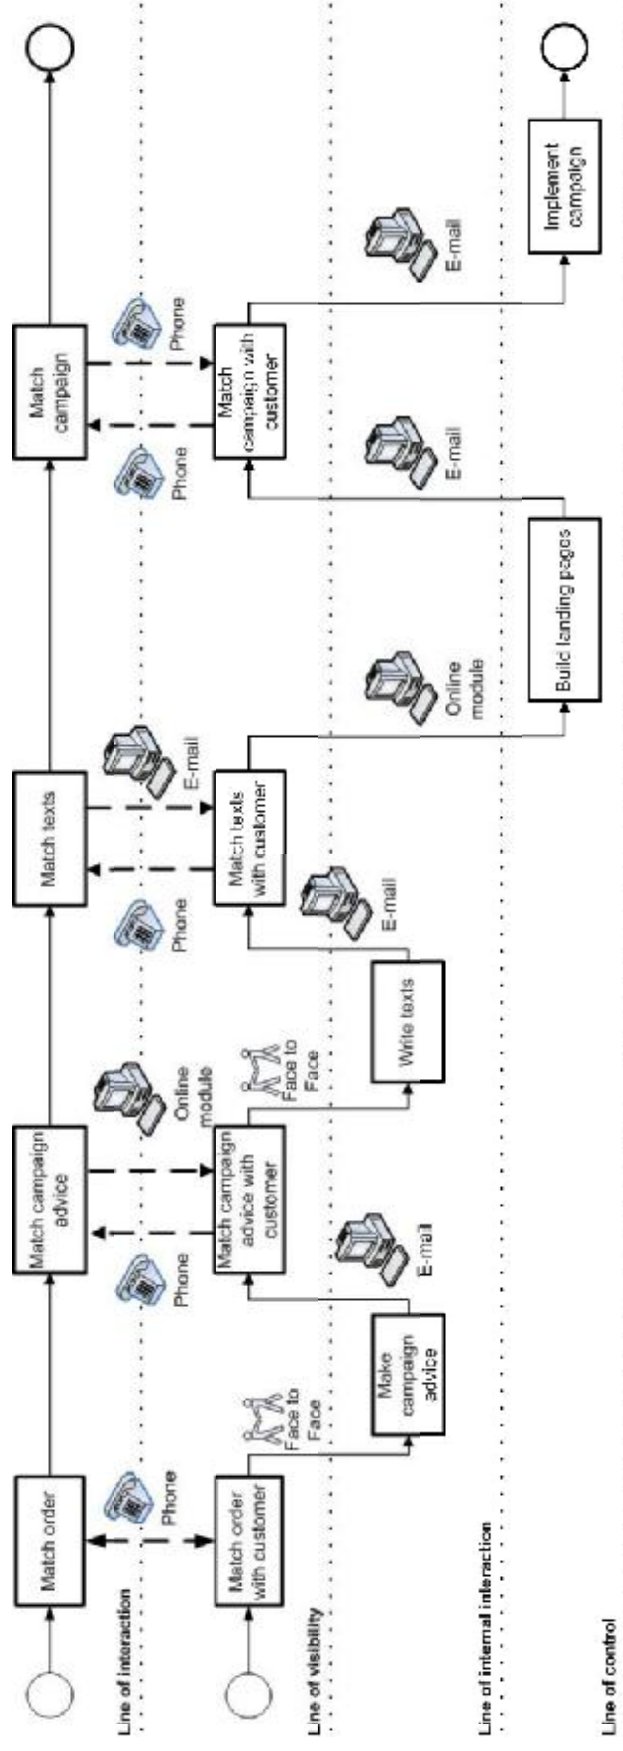 Match order
Match campaign
advice
Match texts
Match
campaign
Phone
Phone
Online
module
Phone
E-mail
Phone
Phone
Line of interaction
Match order
with customer
Match campaign
advice with
customer
Match texts
with customer
Match
campaign with
customer
Face to
Face
Face to
Face
Line of visibility
Make
campaign
advice
E-mail
Write texts
E-mail
Online
module
E-mail
E-mail
Line of internal interaction
Build landing pages
Implement
campaign
Line of control